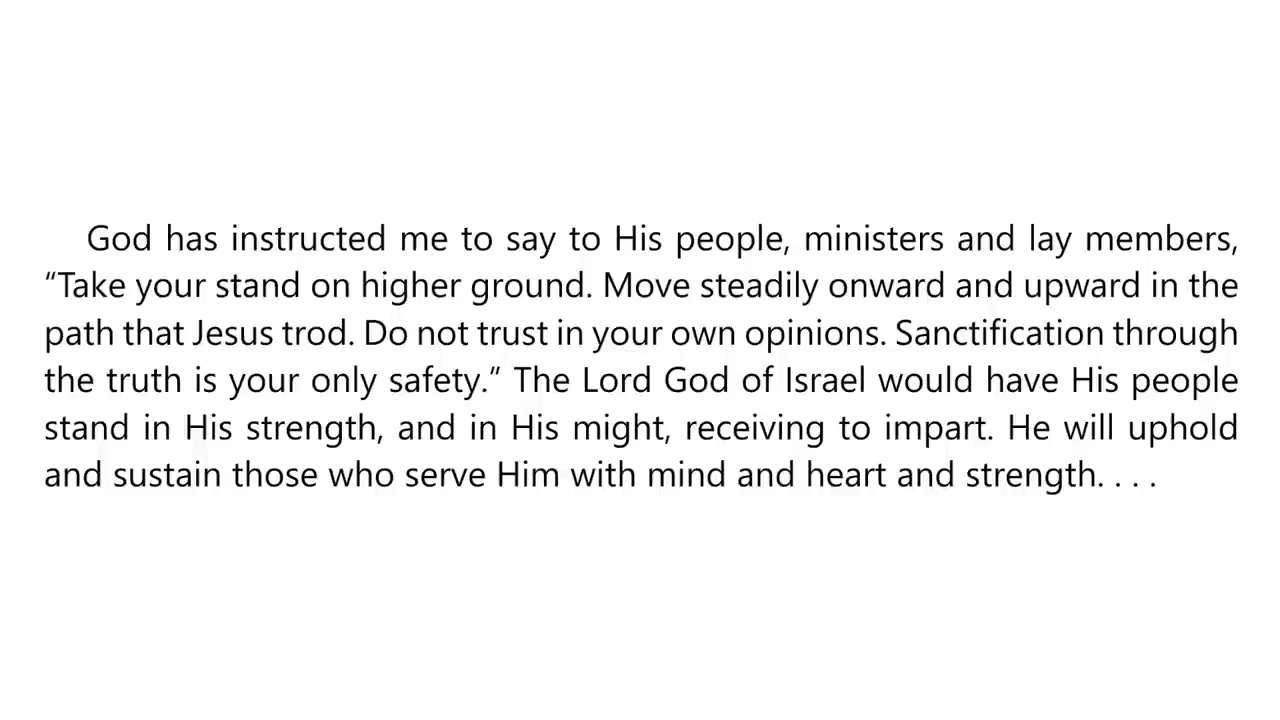 God has instructed me to say to His people, ministers and lay members,
“Take your stand on higher ground. Move steadily onward and upward in the
path that Jesus trod. Do not trust in your own opinions. Sanctification through
the truth is your only safety.” The Lord God of Israel would have His people
stand in His strength, and in His might, receiving to impart. He will uphold
and sustain those who serve Him with mind and heart and strength. . . .